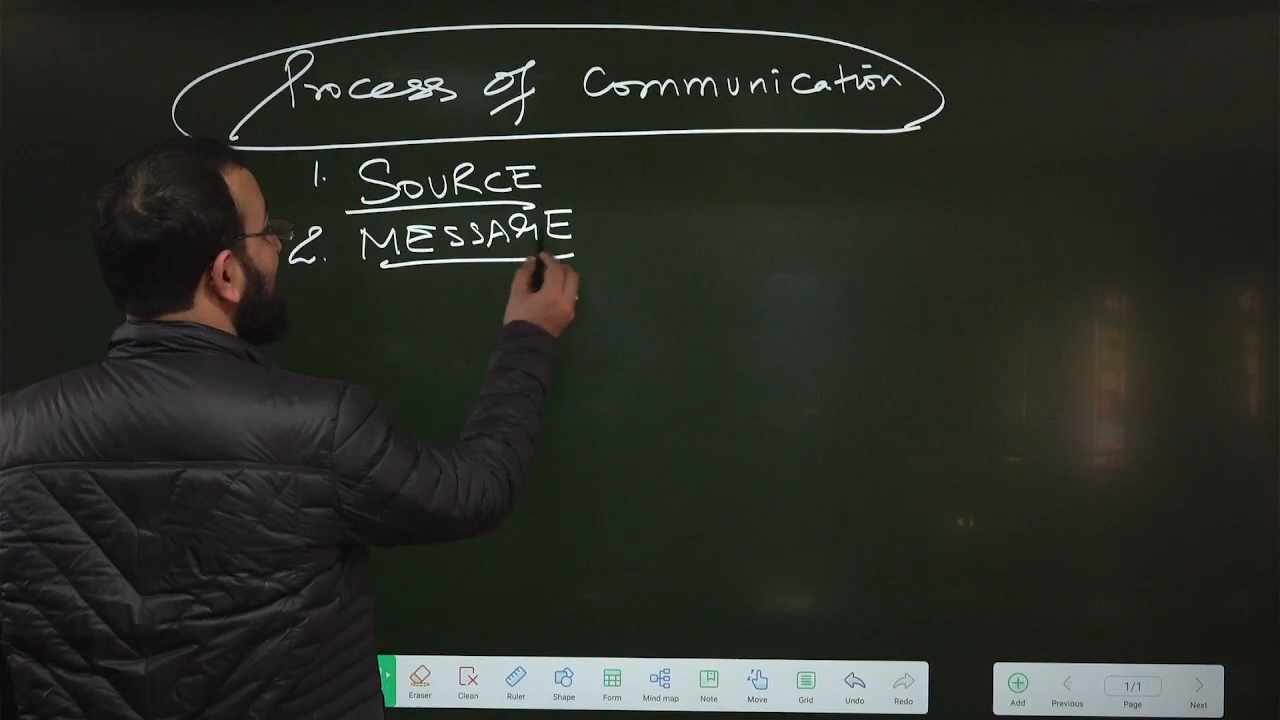 Process of Communication
1. SOURCE
2. MESSAGE
Eraser Clean Ruler Shape Form Mind map Note Move Grid Undo Redo
Add Previous 1/1 Page Next